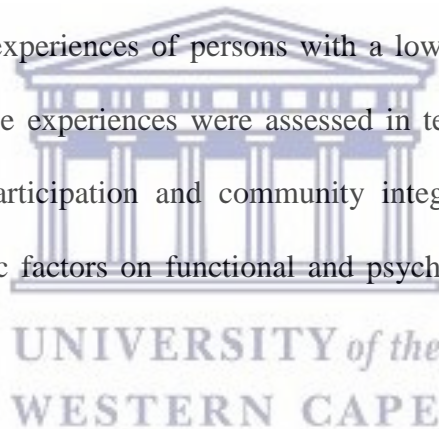 experiences of persons with a low
e experiences were assessed in te
articipation and community integ
c factors on functional and psych
UNIVERSITY of the
WESTERN CAPE